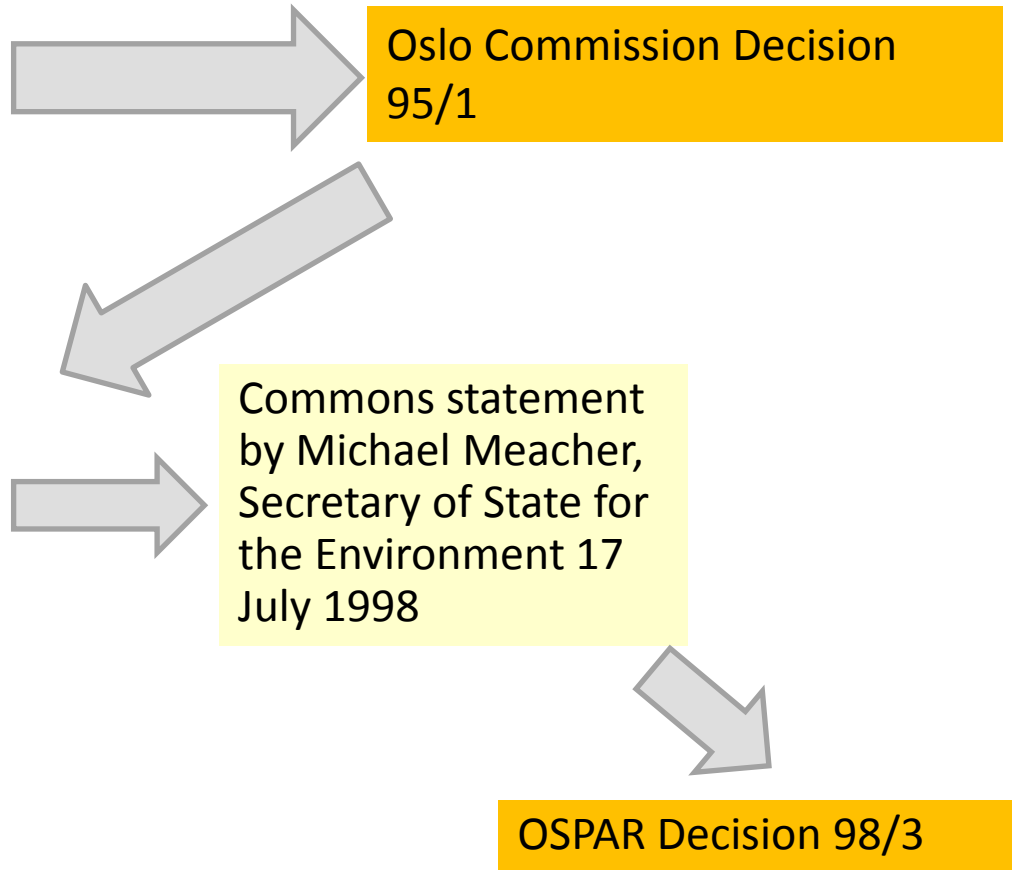 Oslo Commission Decision
95/1
Commons statement
by Michael Meacher,
Secretary of State for
the Environment 17
July 1998
OSPAR Decision 98/3